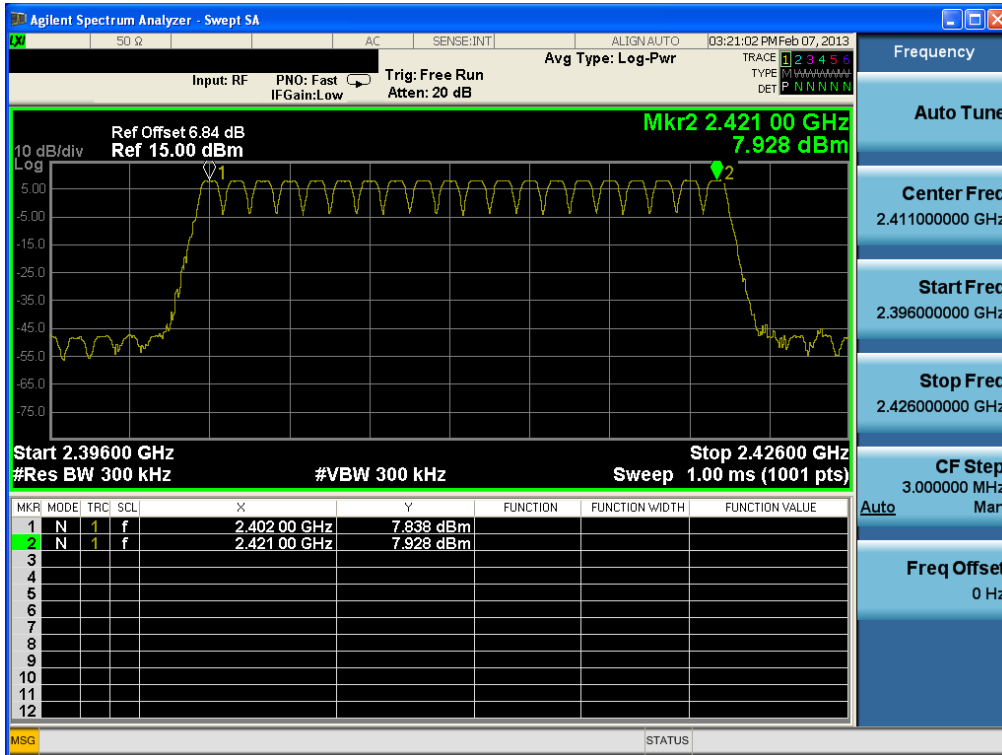 Agilent Spectrum Analyzer - Swept SA
LXI 50 Ω AC SENSE:INT ALIGN AUTO 03:21:02 PM Feb 07, 2013
Input: RF PNO: Fast IFGain:Low Trig: Free Run Atten: 20 dB Avg Type: Log-Pwr
TRACE 1 2 3 4 5 6
TYPE M
DET P N N N N N
Mkr2 2.421 00 GHz
7.928 dBm
Ref Offset 6.84 dB
10 dB/div Ref 15.00 dBm
Log
1
2
5.00
-5.00
-15.0
-25.0
-35.0
-45.0
-55.0
-65.0
-75.0
Start 2.39600 GHz Stop 2.42600 GHz
#Res BW 300 kHz #VBW 300 kHz Sweep 1.00 ms (1001 pts)
MKR MODE TRC SCL X Y FUNCTION FUNCTION WIDTH FUNCTION VALUE
1 N 1 f 2.402 00 GHz 7.838 dBm
2 N 1 f 2.421 00 GHz 7.928 dBm
3
4
5
6
7
8
9
10
11
12
MSG STATUS
Frequency
Auto Tune
Center Freq
2.411000000 GHz
Start Freq
2.396000000 GHz
Stop Freq
2.426000000 GHz
CF Step
3.000000 MHz
Auto Man
Freq Offset
0 Hz